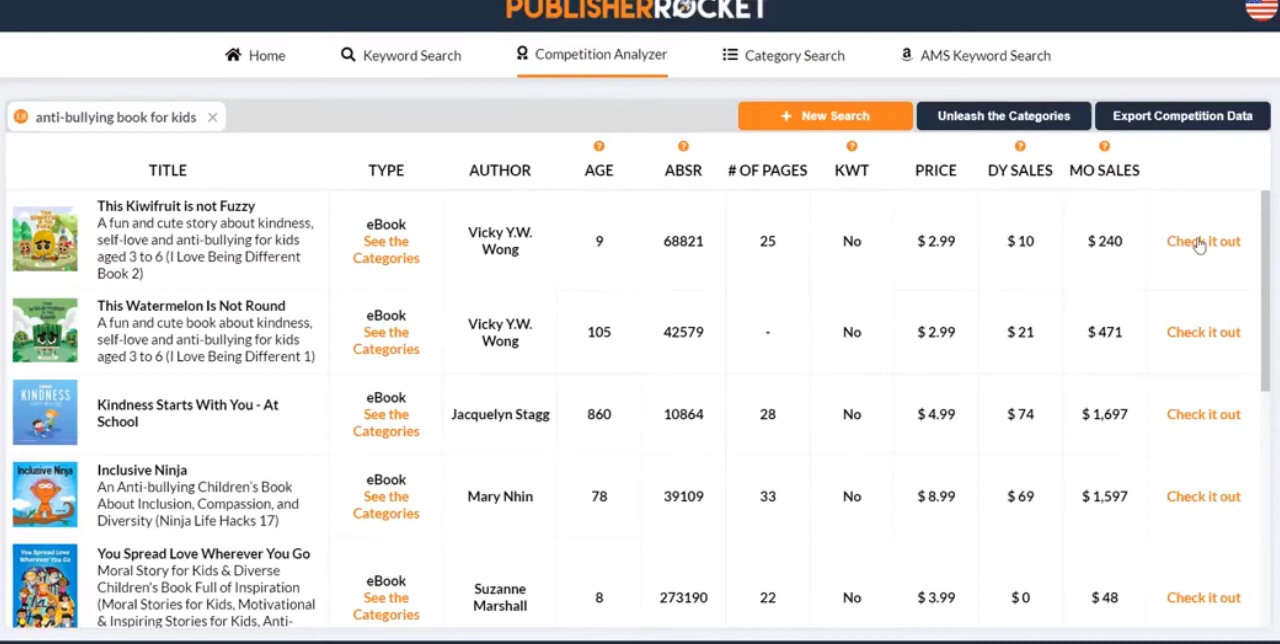 PUBLISHERROCKET
Home
Keyword Search
Competition Analyzer
Category Search
AMS Keyword Search
anti-bullying book for kids
+ New Search
Unleash the Categories
Export Competition Data
TITLE TYPE AUTHOR AGE ABSR # OF PAGES KWT PRICE DY SALES MO SALES
This Kiwifruit is not Fuzzy
A fun and cute story about kindness,
self-love and anti-bullying for kids
aged 3 to 6 (I Love Being Different
Book 2)
eBook
See the
Categories
Vicky Y.W.
Wong
9 68821 25 No $ 2.99 $ 10 $ 240 Check it out
This Watermelon Is Not Round
A fun and cute book about kindness,
self-love and anti-bullying for kids
aged 3 to 6 (I Love Being Different 1)
eBook
See the
Categories
Vicky Y.W.
Wong
105 42579 - No $ 2.99 $ 21 $ 471 Check it out
KINDNESS
Kindness Starts With You - At
School
eBook
See the
Categories
Jacquelyn Stagg
860 10864 28 No $ 4.99 $ 74 $ 1,697 Check it out
Inclusive Ninja
Inclusive Ninja
An Anti-bullying Children's Book
About Inclusion, Compassion, and
Diversity (Ninja Life Hacks 17)
eBook
See the
Categories
Mary Nhin
78 39109 33 No $ 8.99 $ 69 $ 1,597 Check it out
You Spread Love
Wherever You Go
You Spread Love Wherever You Go
Moral Story for Kids & Diverse
Children's Book Full of Inspiration
(Moral Stories for Kids, Motivational
& Inspiring Stories for Kids, Anti-
eBook
See the
Categories
Suzanne
Marshall
8 273190 22 No $ 3.99 $ 0 $ 48 Check it out